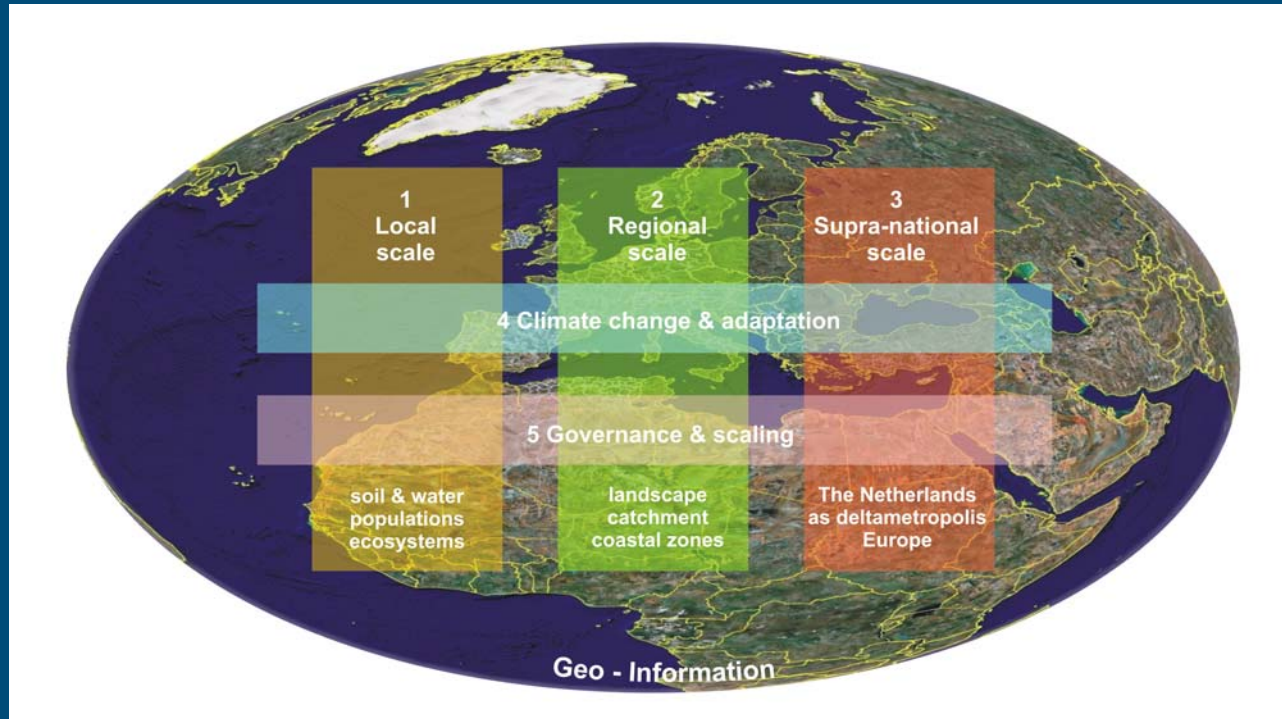 1
Local
scale
2
Regional
scale
3
Supra-national
scale
4 Climate change & adaptation
5 Governance & scaling
soil & water
populations
ecosystems
landscape
catchment
coastal zones
The Netherlands
as deltametropolis
Europe
Geo - Information